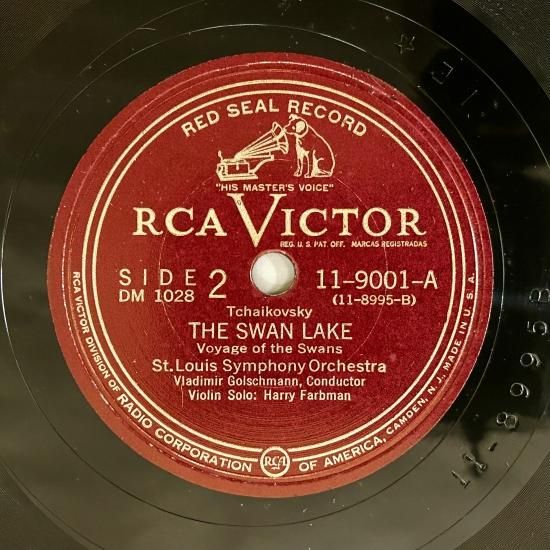 RED SEAL RECORD
"HIS MASTER'S VOICE"
RCA VICTOR
REG. U. S. PAT. OFF. MARCAS REGISTRADAS
SIDE 2
DM 1028
11-9001-A
(11-8995-B)
Tchaikovsky
THE SWAN LAKE
Voyage of the Swans
St. Louis Symphony Orchestra
Vladimir Golschmann, Conductor
Violin Solo: Harry Farbman
RCA VICTOR DIVISION OF RADIO CORPORATION OF AMERICA, CAMDEN, N. J. MADE IN U. S. A.
RCA
11-8995B